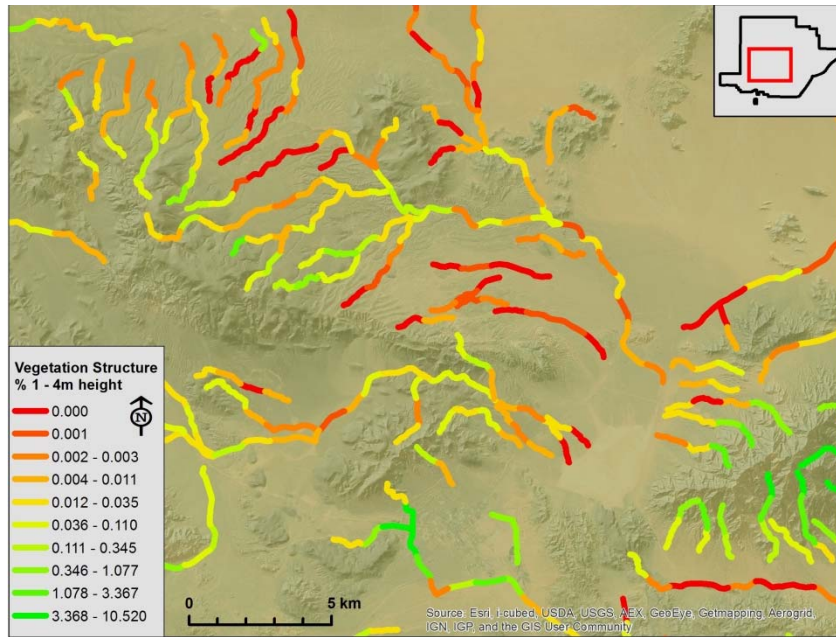 Vegetation Structure
% 1 - 4m height
N
0.000
0.001
0.002 - 0.003
0.004 - 0.011
0.012 - 0.035
0.036 - 0.110
0.111 - 0.345
0.346 - 1.077
1.078 - 3.367
3.368 - 10.520
0 5 km
Source: Esri, i-cubed, USDA, USGS, AEX, GeoEye, Getmapping, Aerogrid,
IGN, IGP, and the GIS User Community